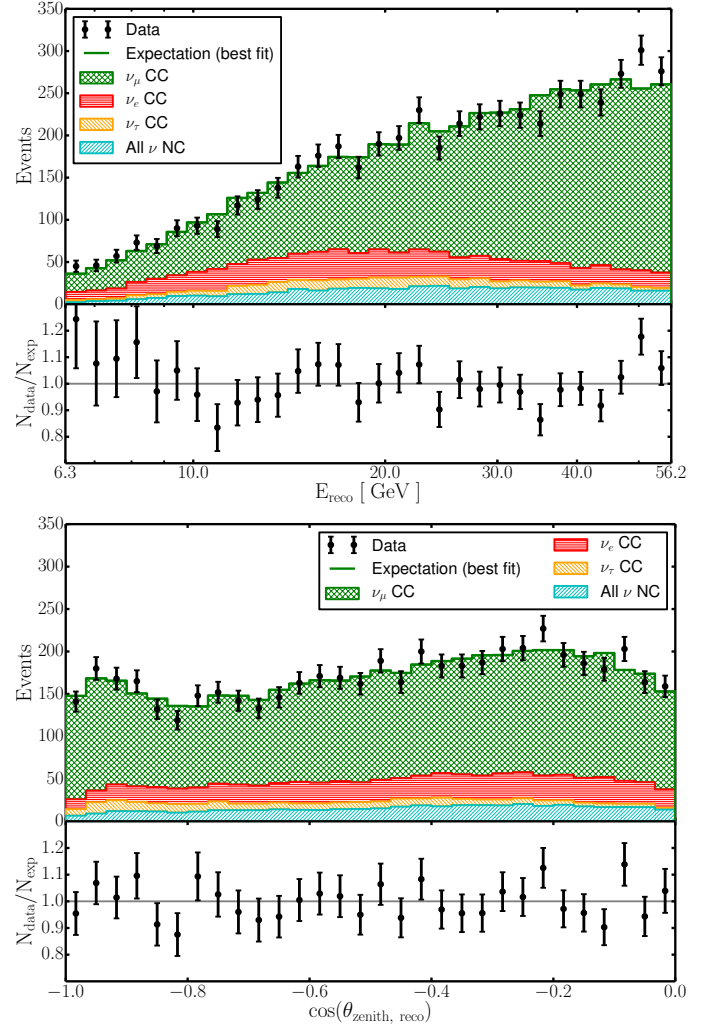 350
300
250
200
150
100
50
0
Events
Data
Expectation (best fit)
ν_μ CC
ν_e CC
ν_τ CC
All ν NC
1.2
1.1
1.0
0.9
0.8
N_data/N_exp
6.3 10.0 20.0 30.0 40.0 56.2
E_reco [ GeV ]
350
300
250
200
150
100
50
0
Events
Data
Expectation (best fit)
ν_μ CC
ν_e CC
ν_τ CC
All ν NC
1.2
1.1
1.0
0.9
0.8
N_data/N_exp
−1.0 −0.8 −0.6 −0.4 −0.2 0.0
cos(θ_zenith, reco)